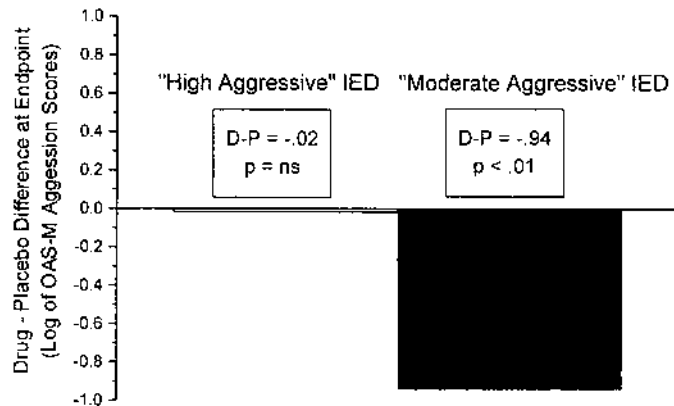 Drug - Placebo Difference at Endpoint
(Log of OAS-M Aggession Scores)
1.0
0.8
0.6
0.4
0.2
0.0
-0.2
-0.4
-0.6
-0.8
-1.0
"High Aggressive" IED
"Moderate Aggressive" IED
D-P = -.02
p = ns
D-P = -.94
p < .01